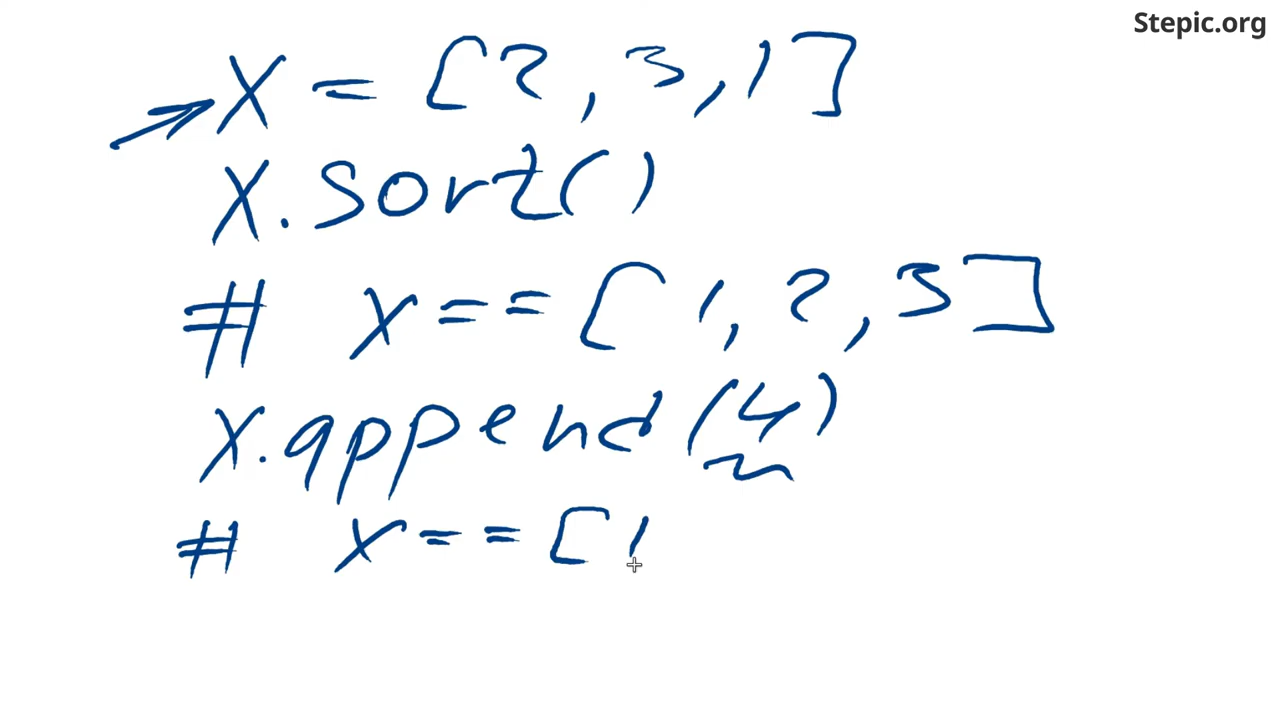 Stepic.org
x = [2, 3, 1]
x.sort()
# x == [1, 2, 3]
x.append(4)
# x == [1